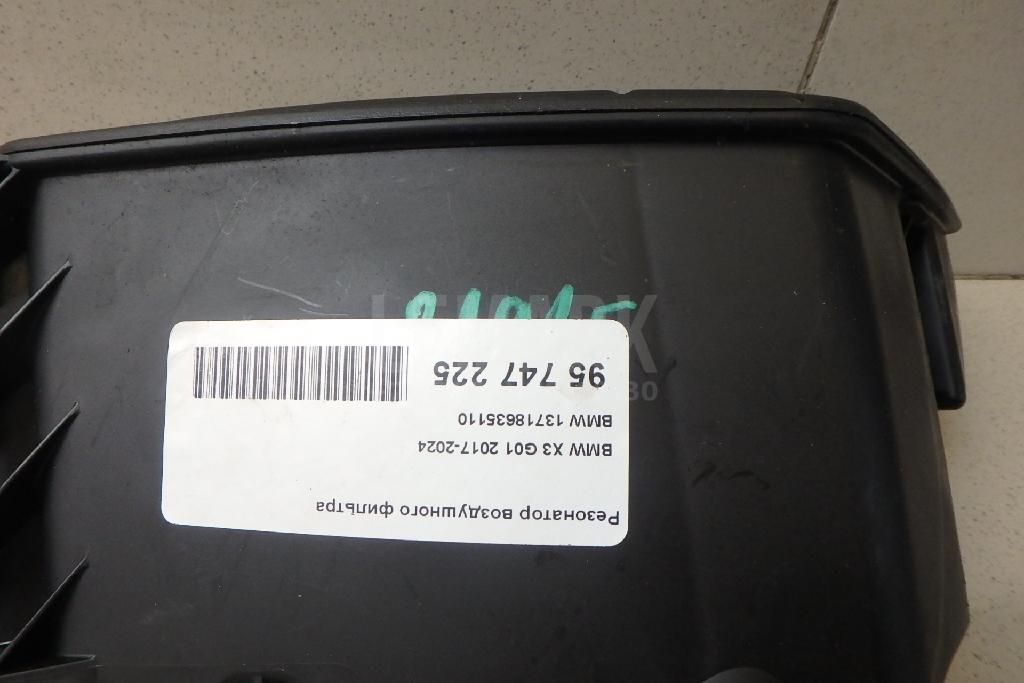 Резонатор воздушного фильтра
BMW X3 G01 2017-2024
BMW 13718635110
95 747 225